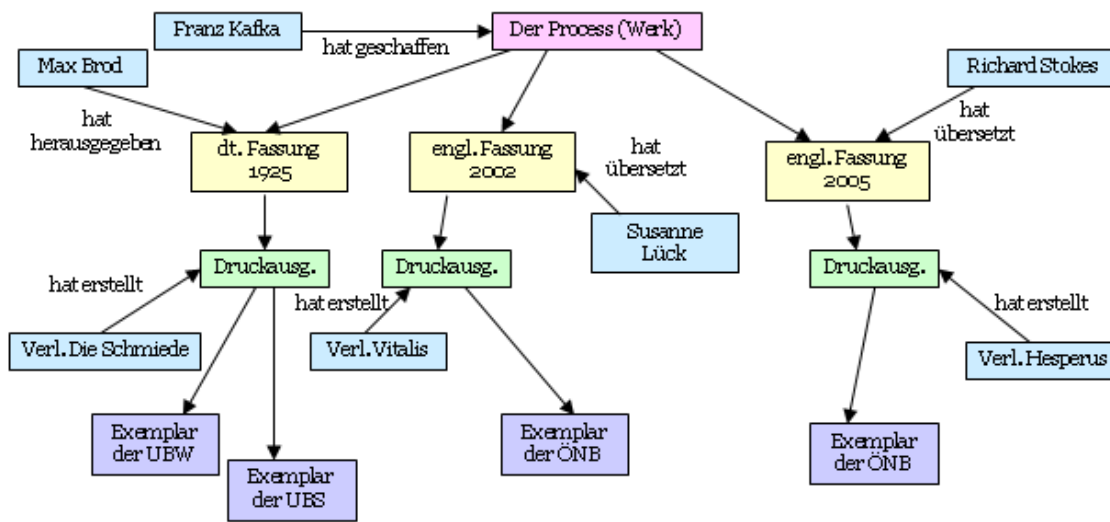 Franz Kafka
hat geschaffen
Der Process (Werk)
Max Brod
Richard Stokes
hat
herausgegeben
hat
übersetzt
dt. Fassung
1925
engl. Fassung
2002
hat
übersetzt
engl. Fassung
2005
Susanne
Lück
Druckausg.
Druckausg.
Druckausg.
hat erstellt
hat erstellt
hat erstellt
Verl. Die Schmiede
Verl. Vitalis
Verl. Hesperus
Exemplar
der UBW
Exemplar
der UBS
Exemplar
der ÖNB
Exemplar
der ÖNB